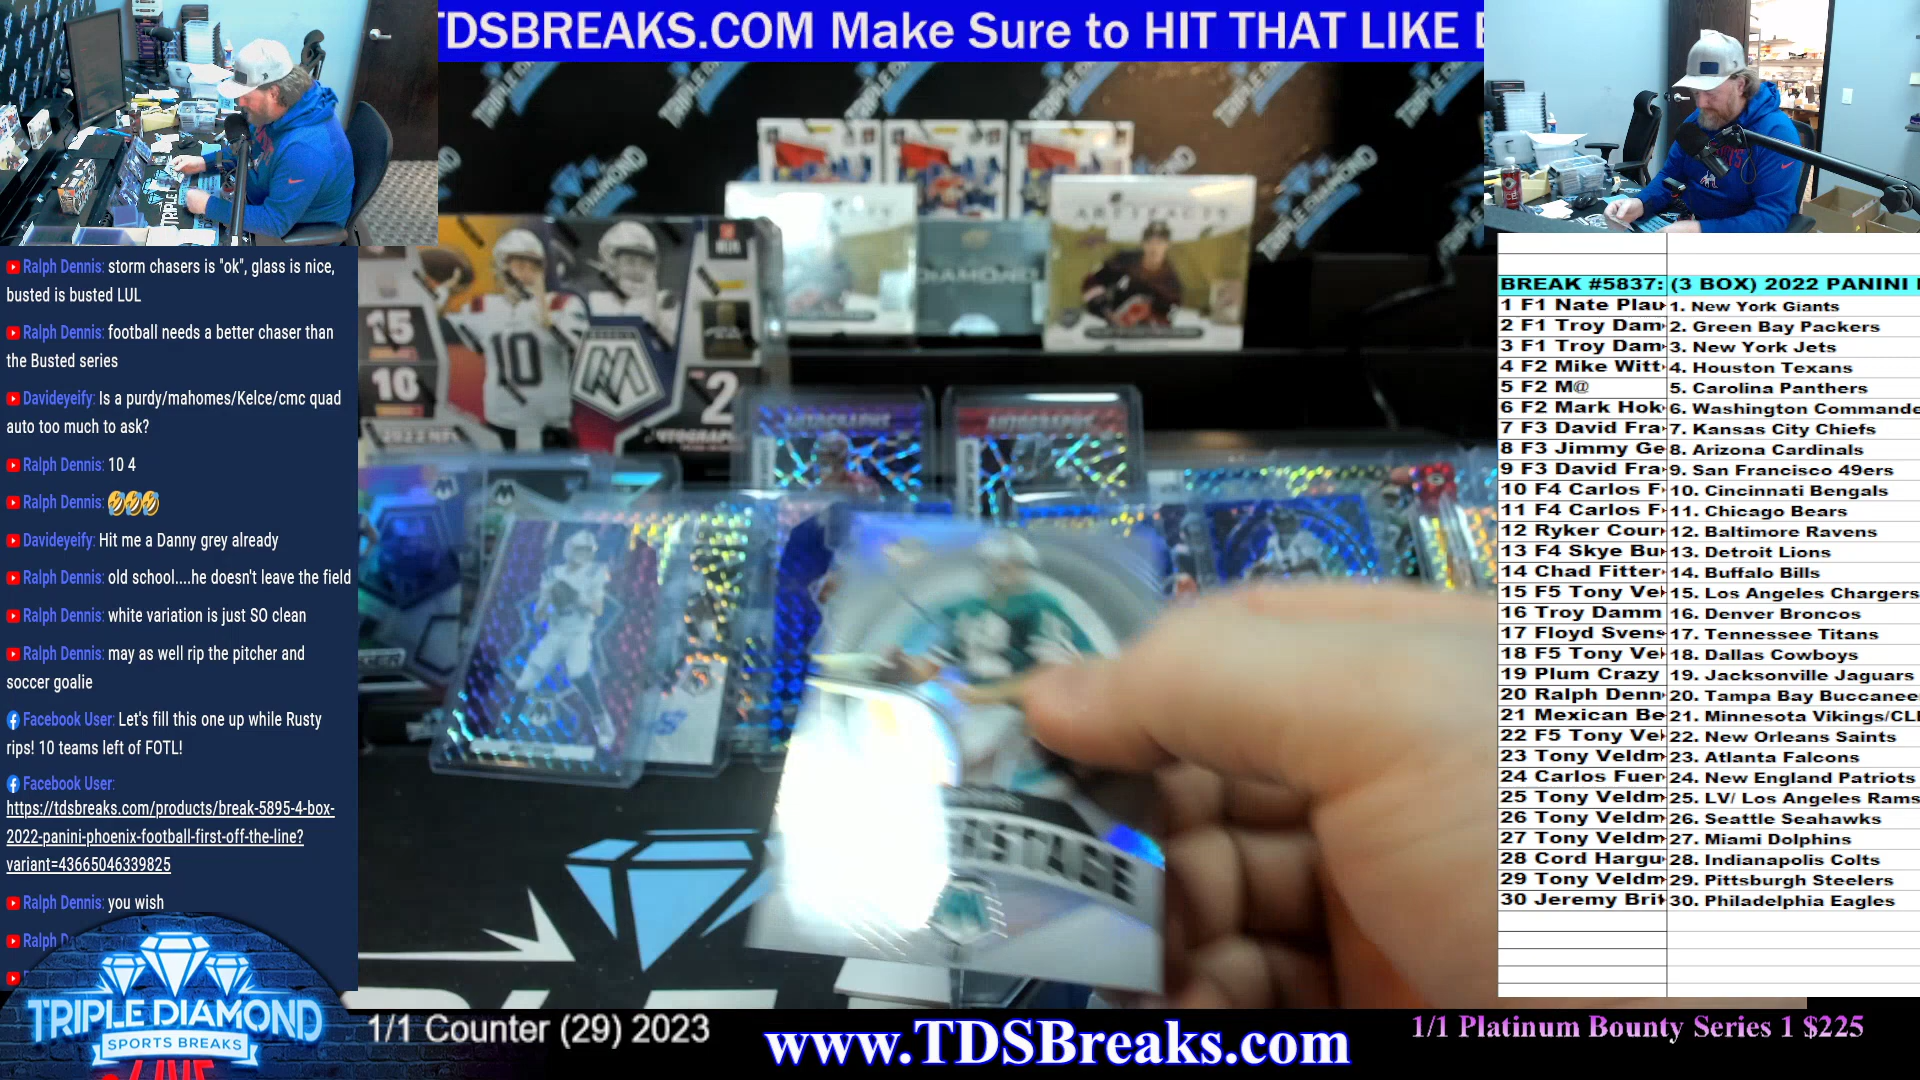 TDSBREAKS.COM Make Sure to HIT THAT LIKE
Ralph Dennis: storm chasers is "ok", glass is nice,
busted is busted LUL
Ralph Dennis: football needs a better chaser than
the Busted series
Davideyeify: Is a purdy/mahomes/Kelce/cmc quad
auto too much to ask?
Ralph Dennis: 10 4
Ralph Dennis: 🤣🤣🤣
Davideyeify: Hit me a Danny grey already
Ralph Dennis: old school....he doesn't leave the field
Ralph Dennis: white variation is just SO clean
Ralph Dennis: may as well rip the pitcher and
soccer goalie
Facebook User: Let's fill this one up while Rusty
rips! 10 teams left of FOTL!
Facebook User:
https://tdsbreaks.com/products/break-5895-4-box-
2022-panini-phoenix-football-first-off-the-line?
variant=43665046339825
Ralph Dennis: you wish
Ralph D
TRIPLE DIAMOND
SPORTS BREAKS
LIVE
TRIPLE DIAMOND
ARTIFACTS
DIAMOND
15
10
10
2
2022 NFL
AUTOGRAPHS
AUTOGRAPHS
BREAK #5837: (3 BOX) 2022 PANINI
1 F1 Nate Plau 1. New York Giants
2 F1 Troy Dam 2. Green Bay Packers
3 F1 Troy Dam 3. New York Jets
4 F2 Mike Witt 4. Houston Texans
5 F2 M@ 5. Carolina Panthers
6 F2 Mark Hok 6. Washington Commande
7 F3 David Fra 7. Kansas City Chiefs
8 F3 Jimmy Ge 8. Arizona Cardinals
9 F3 David Fra 9. San Francisco 49ers
10 F4 Carlos F 10. Cincinnati Bengals
11 F4 Carlos F 11. Chicago Bears
12 Ryker Cour 12. Baltimore Ravens
13 F4 Skye Bu 13. Detroit Lions
14 Chad Fitter 14. Buffalo Bills
15 F5 Tony Ve 15. Los Angeles Chargers
16 Troy Damm 16. Denver Broncos
17 Floyd Svens 17. Tennessee Titans
18 F5 Tony Ve 18. Dallas Cowboys
19 Plum Crazy 19. Jacksonville Jaguars
20 Ralph Denn 20. Tampa Bay Buccanee
21 Mexican Be 21. Minnesota Vikings/CL
22 F5 Tony Ve 22. New Orleans Saints
23 Tony Veldm 23. Atlanta Falcons
24 Carlos Fuer 24. New England Patriots
25 Tony Veldm 25. LV/ Los Angeles Rams
26 Tony Veldm 26. Seattle Seahawks
27 Tony Veldm 27. Miami Dolphins
28 Cord Hargu 28. Indianapolis Colts
29 Tony Veldm 29. Pittsburgh Steelers
30 Jeremy Bri 30. Philadelphia Eagles
1/1 Counter (29) 2023
www.TDSBreaks.com
1/1 Platinum Bounty Series 1 $225